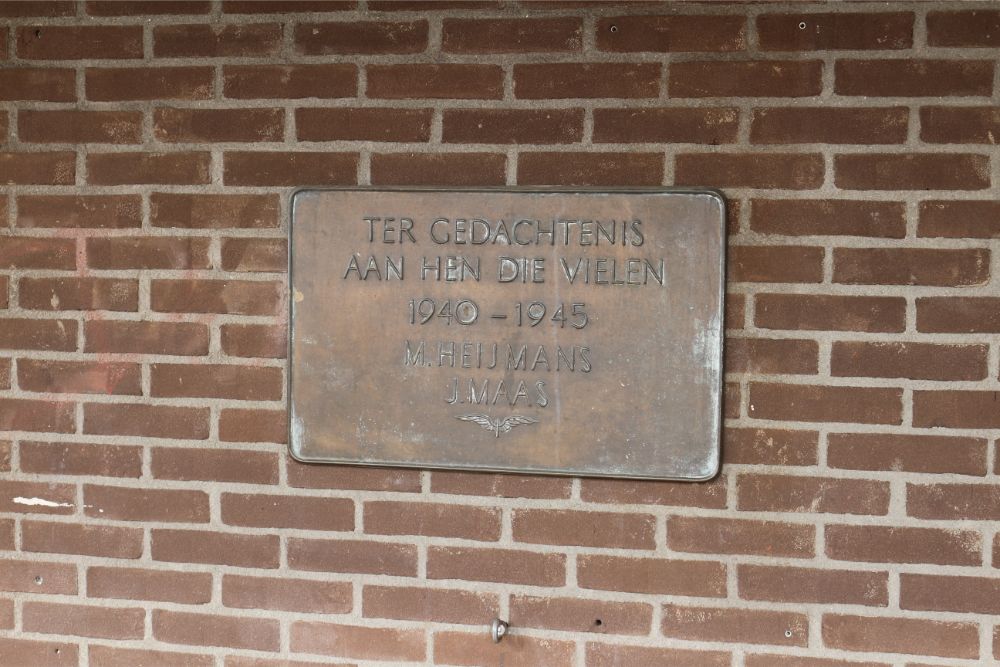 TER GEDACHTENIS
AAN HEN DIE VIELEN
1940 - 1945
M. HEIJMANS
J. MAAS